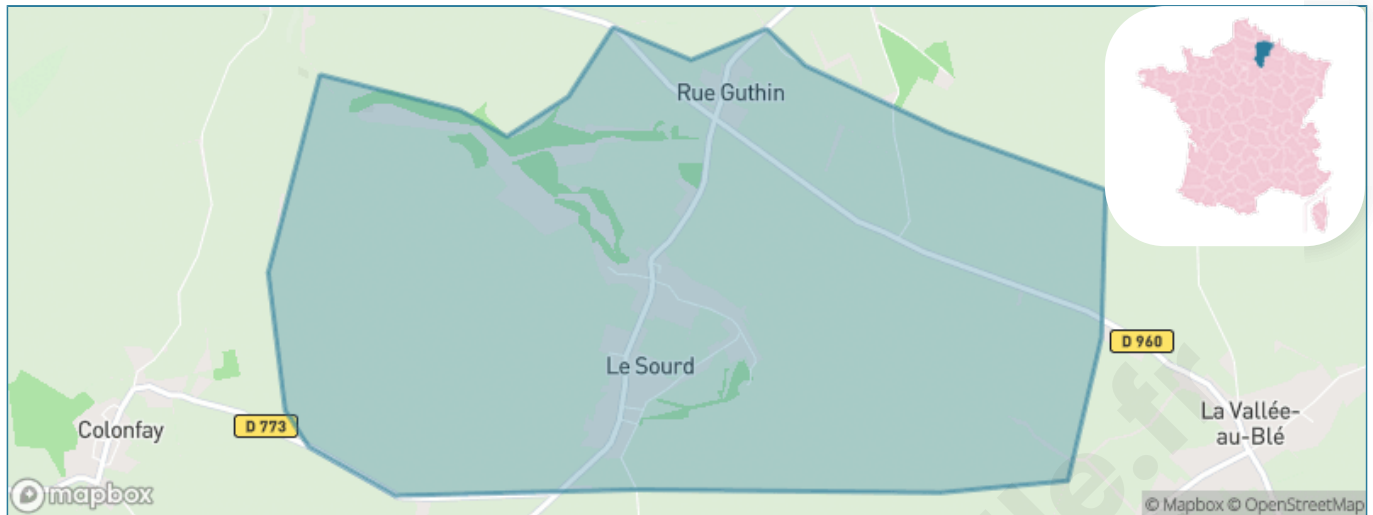 Rue Guthin
D 960
Le Sourd
La Vallée-
au-Blé
D 773
Colonfay
mapbox
© Mapbox © OpenStreetMap